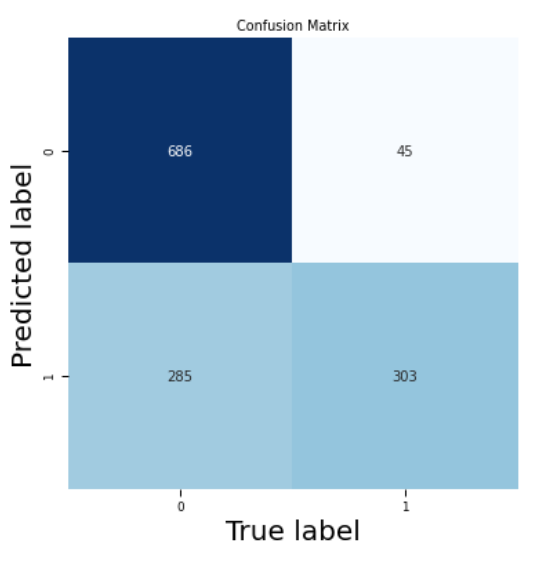 Confusion Matrix
Predicted label
0
686
45
1
285
303
0
1
True label